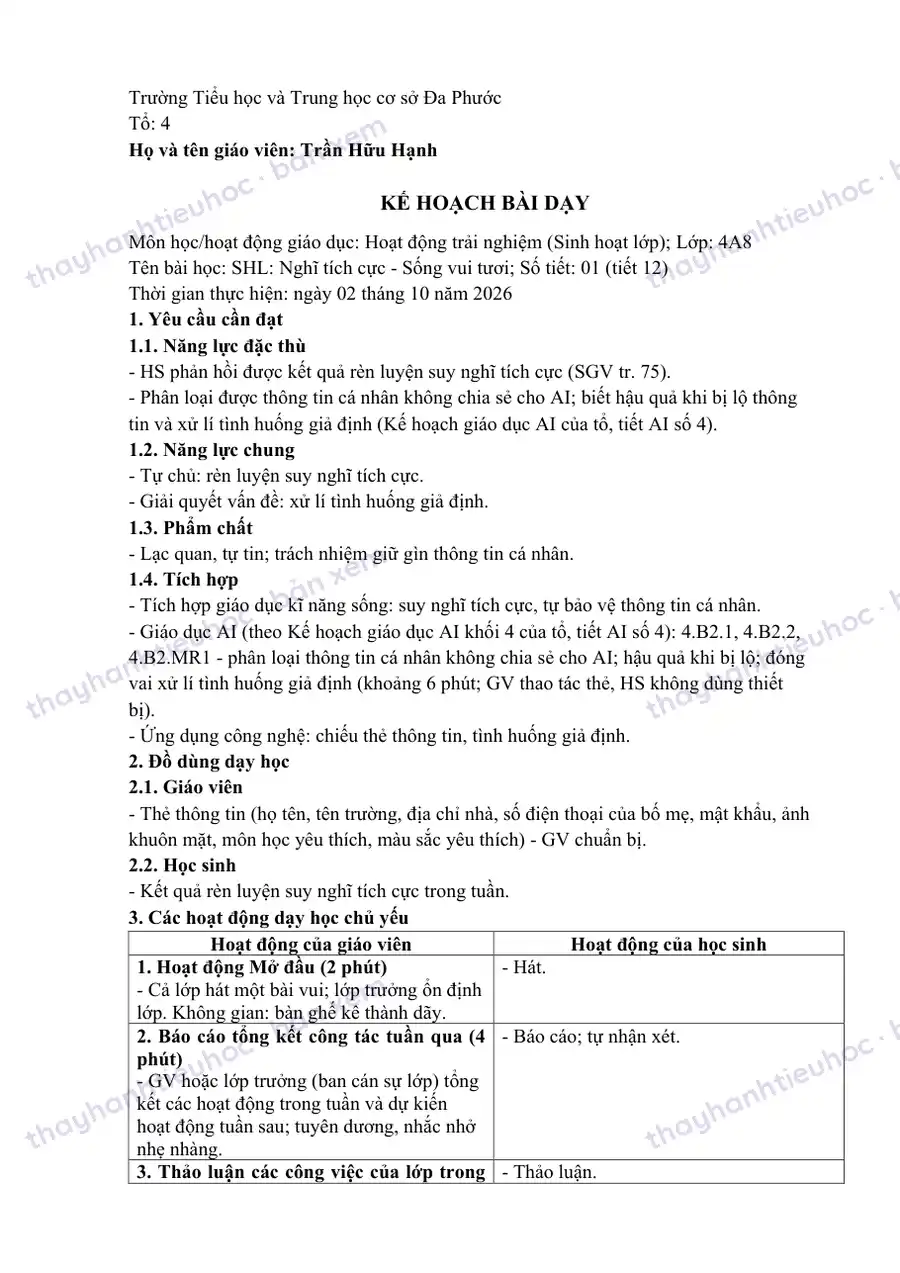 Trường Tiểu học và Trung học cơ sở Đa Phước
Tổ: 4
Họ và tên giáo viên: Trần Hữu Hạnh
KẾ HOẠCH BÀI DẠY
Môn học/hoạt động giáo dục: Hoạt động trải nghiệm (Sinh hoạt lớp); Lớp: 4A8
Tên bài học: SHL: Nghĩ tích cực - Sống vui tươi; Số tiết: 01 (tiết 12)
Thời gian thực hiện: ngày 02 tháng 10 năm 2026
1. Yêu cầu cần đạt
1.1. Năng lực đặc thù
- HS phản hồi được kết quả rèn luyện suy nghĩ tích cực (SGV tr. 75).
- Phân loại được thông tin cá nhân không chia sẻ cho AI; biết hậu quả khi bị lộ thông
tin và xử lí tình huống giả định (Kế hoạch giáo dục AI của tổ, tiết AI số 4).
1.2. Năng lực chung
- Tự chủ: rèn luyện suy nghĩ tích cực.
- Giải quyết vấn đề: xử lí tình huống giả định.
1.3. Phẩm chất
- Lạc quan, tự tin; trách nhiệm giữ gìn thông tin cá nhân.
1.4. Tích hợp
- Tích hợp giáo dục kĩ năng sống: suy nghĩ tích cực, tự bảo vệ thông tin cá nhân.
- Giáo dục AI (theo Kế hoạch giáo dục AI khối 4 của tổ, tiết AI số 4): 4.B2.1, 4.B2.2,
4.B2.MR1 - phân loại thông tin cá nhân không chia sẻ cho AI; hậu quả khi bị lộ; đóng
vai xử lí tình huống giả định (khoảng 6 phút; GV thao tác thẻ, HS không dùng thiết
bị).
- Ứng dụng công nghệ: chiếu thẻ thông tin, tình huống giả định.
2. Đồ dùng dạy học
2.1. Giáo viên
- Thẻ thông tin (họ tên, tên trường, địa chỉ nhà, số điện thoại của bố mẹ, mật khẩu, ảnh
khuôn mặt, môn học yêu thích, màu sắc yêu thích) - GV chuẩn bị.
2.2. Học sinh
- Kết quả rèn luyện suy nghĩ tích cực trong tuần.
3. Các hoạt động dạy học chủ yếu
Hoạt động của giáo viên
Hoạt động của học sinh
1. Hoạt động Mở đầu (2 phút)
- Cả lớp hát một bài vui; lớp trưởng ổn định
lớp. Không gian: bàn ghế kê thành dãy.
- Hát.
2. Báo cáo tổng kết công tác tuần qua (4
phút)
- GV hoặc lớp trưởng (ban cán sự lớp) tổng
kết các hoạt động trong tuần và dự kiến
hoạt động tuần sau; tuyên dương, nhắc nhở
nhẹ nhàng.
- Báo cáo; tự nhận xét.
3. Thảo luận các công việc của lớp trong
- Thảo luận.
thayhanhtieuhoc · bản xem
thayhanhtieuhoc · b
thayhanhtieuhoc · bản xem
thayhanhtieuhoc · b
thayhanhtieuhoc · bản xem
thayhanhtieuhoc · b